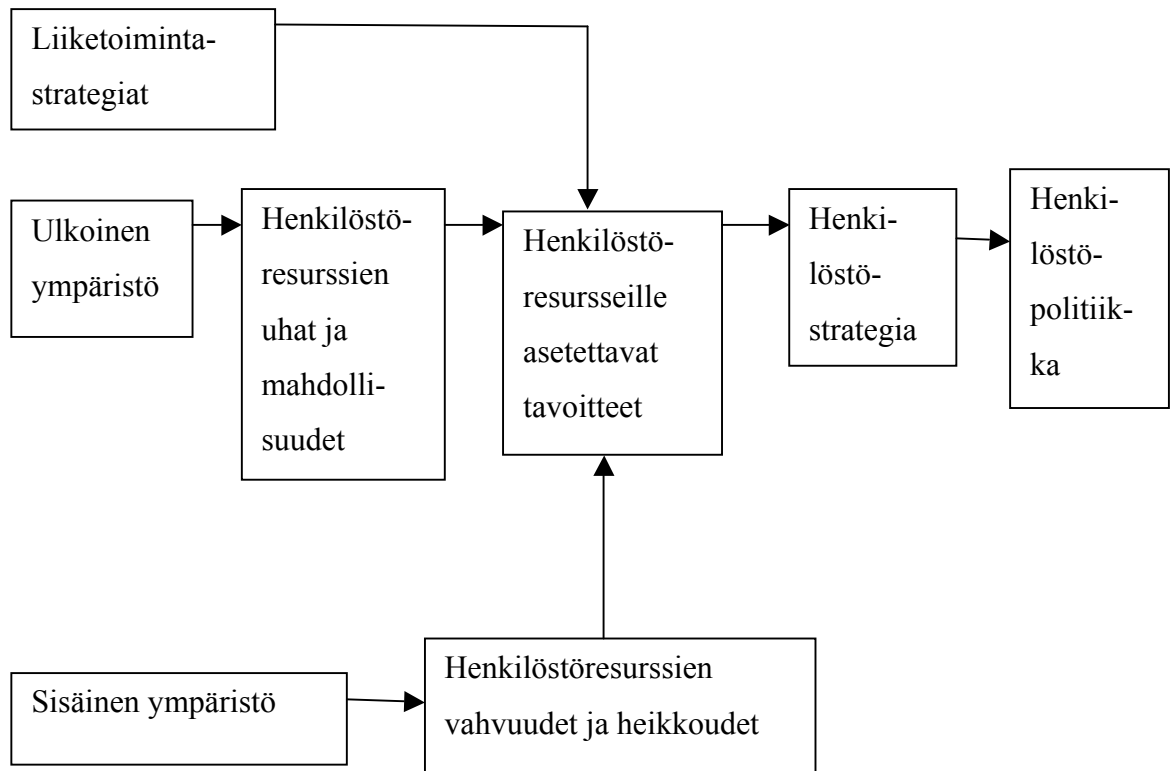 Liiketoiminta-
strategiat
Ulkoinen
ympäristö
Henkilöstö-
resurssien
uhat ja
mahdolli-
suudet
Henkilöstö-
resursseille
asetettavat
tavoitteet
Henki-
löstö-
strategia
Henki-
löstö-
politiik-
ka
Sisäinen ympäristö
Henkilöstöresurssien
vahvuudet ja heikkoudet